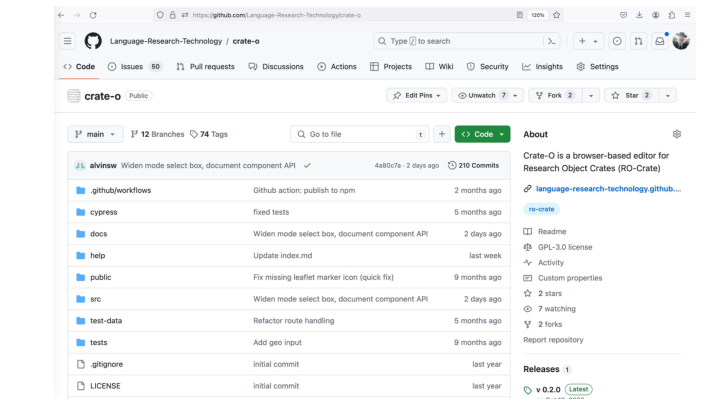 https://github.com/Language-Research-Technology/crate-o
120%
Language-Research-Technology / crate-o
Type / to search
Code
Issues 50
Pull requests
Discussions
Actions
Projects
Wiki
Security
Insights
Settings
crate-o Public
Edit Pins
Unwatch 7
Fork 2
Star 2
main
12 Branches
74 Tags
Go to file t
Code
alvinsw Widen mode select box, document component API 4a80c7a · 2 days ago 210 Commits
.github/workflows Github action: publish to npm 2 months ago
cypress fixed tests 5 months ago
docs Widen mode select box, document component API 2 days ago
help Update index.md last week
public Fix missing leaflet marker icon (quick fix) 9 months ago
src Widen mode select box, document component API 2 days ago
test-data Refactor route handling 5 months ago
tests Add geo input 9 months ago
.gitignore initial commit last year
LICENSE initial commit last year
About
Crate-O is a browser-based editor for
Research Object Crates (RO-Crate)
language-research-technology.github....
ro-crate
Readme
GPL-3.0 license
Activity
Custom properties
2 stars
7 watching
2 forks
Report repository
Releases 1
v 0.2.0 Latest